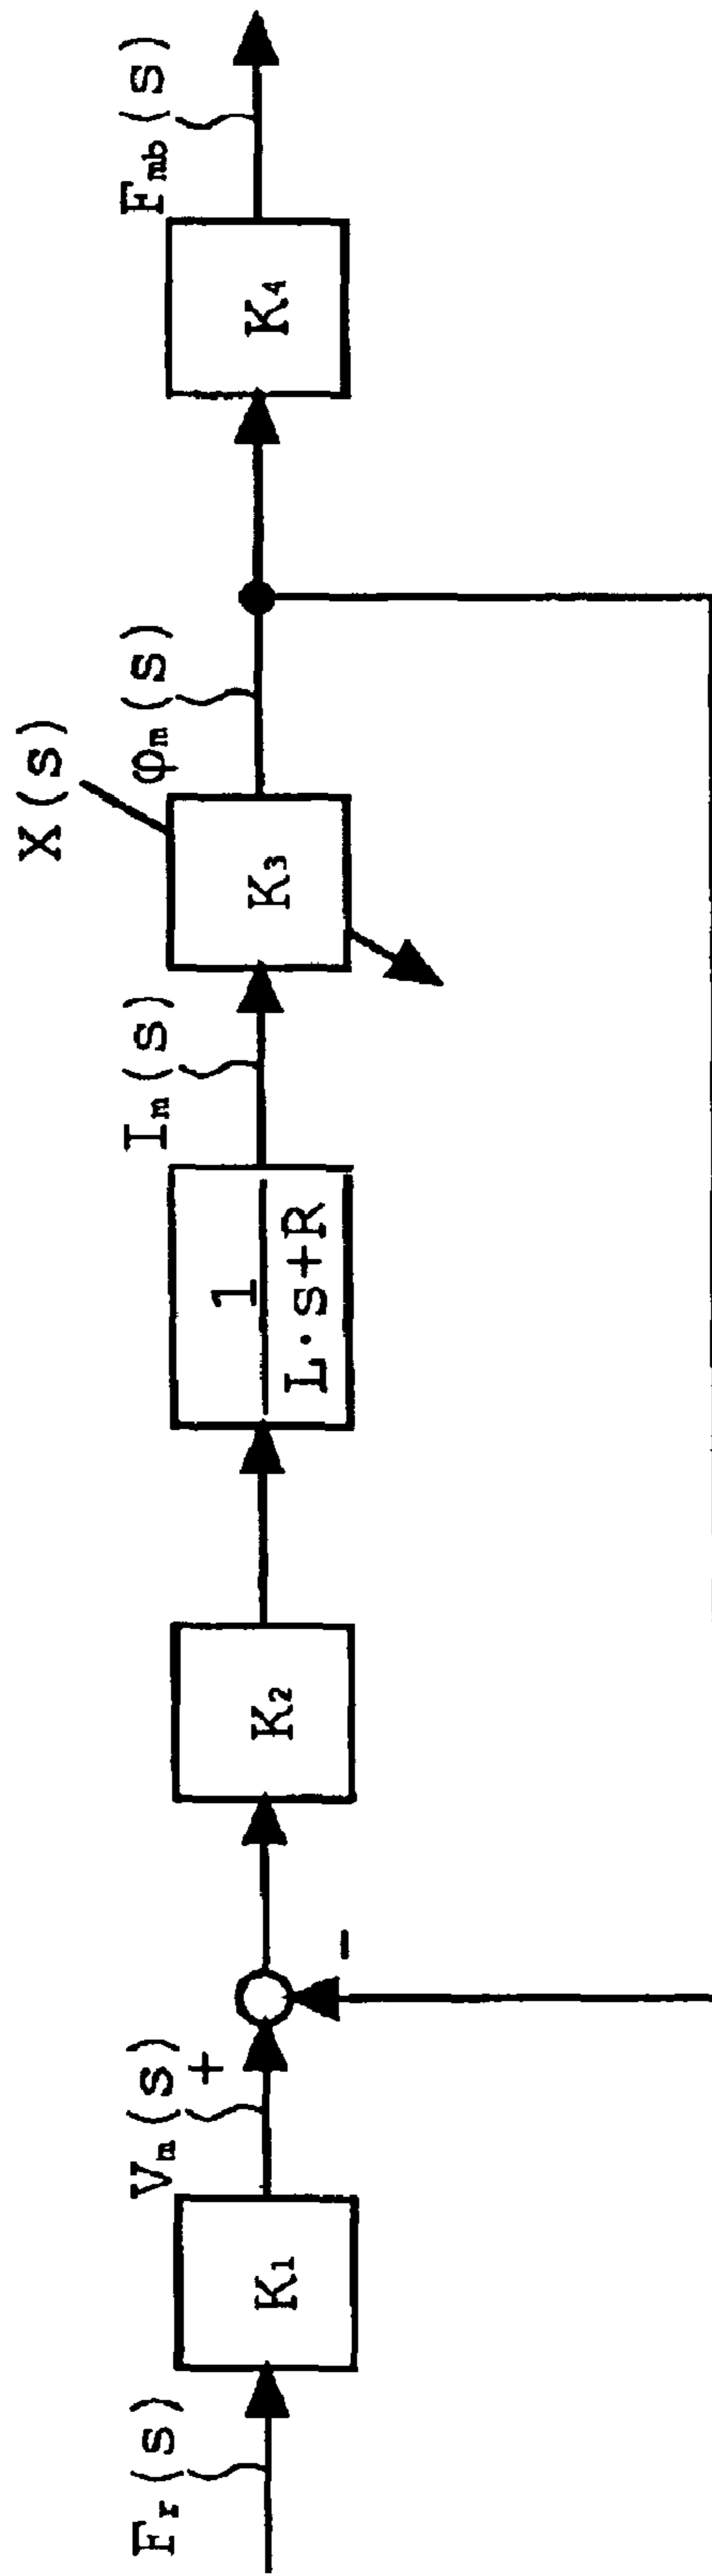 Fr(s)
K1
Vm(s)
+
-
K2
1
L·s+R
Im(s)
K3
X(s)
φm(s)
K4
Fmb(s)